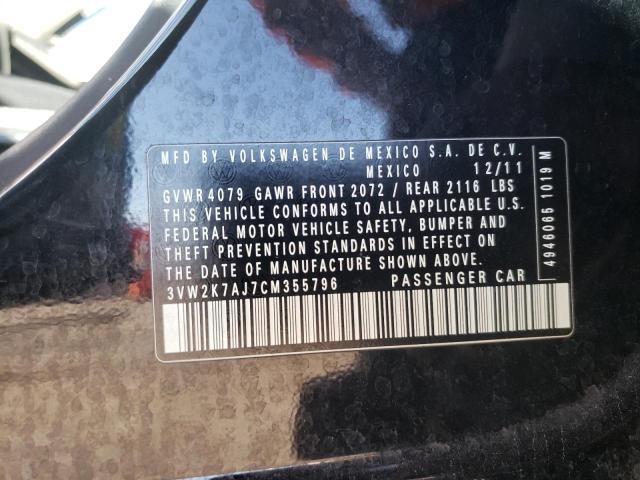 MFD BY VOLKSWAGEN DE MEXICO S.A. DE C.V.
MEXICO 12/11
GVWR 4079 GAWR FRONT 2072 / REAR 2116 LBS
THIS VEHICLE CONFORMS TO ALL APPLICABLE U.S.
FEDERAL MOTOR VEHICLE SAFETY, BUMPER AND
THEFT PREVENTION STANDARDS IN EFFECT ON
THE DATE OF MANUFACTURE SHOWN ABOVE.
3VW2K7AJ7CM355796 PASSENGER CAR
4946065 1019 M